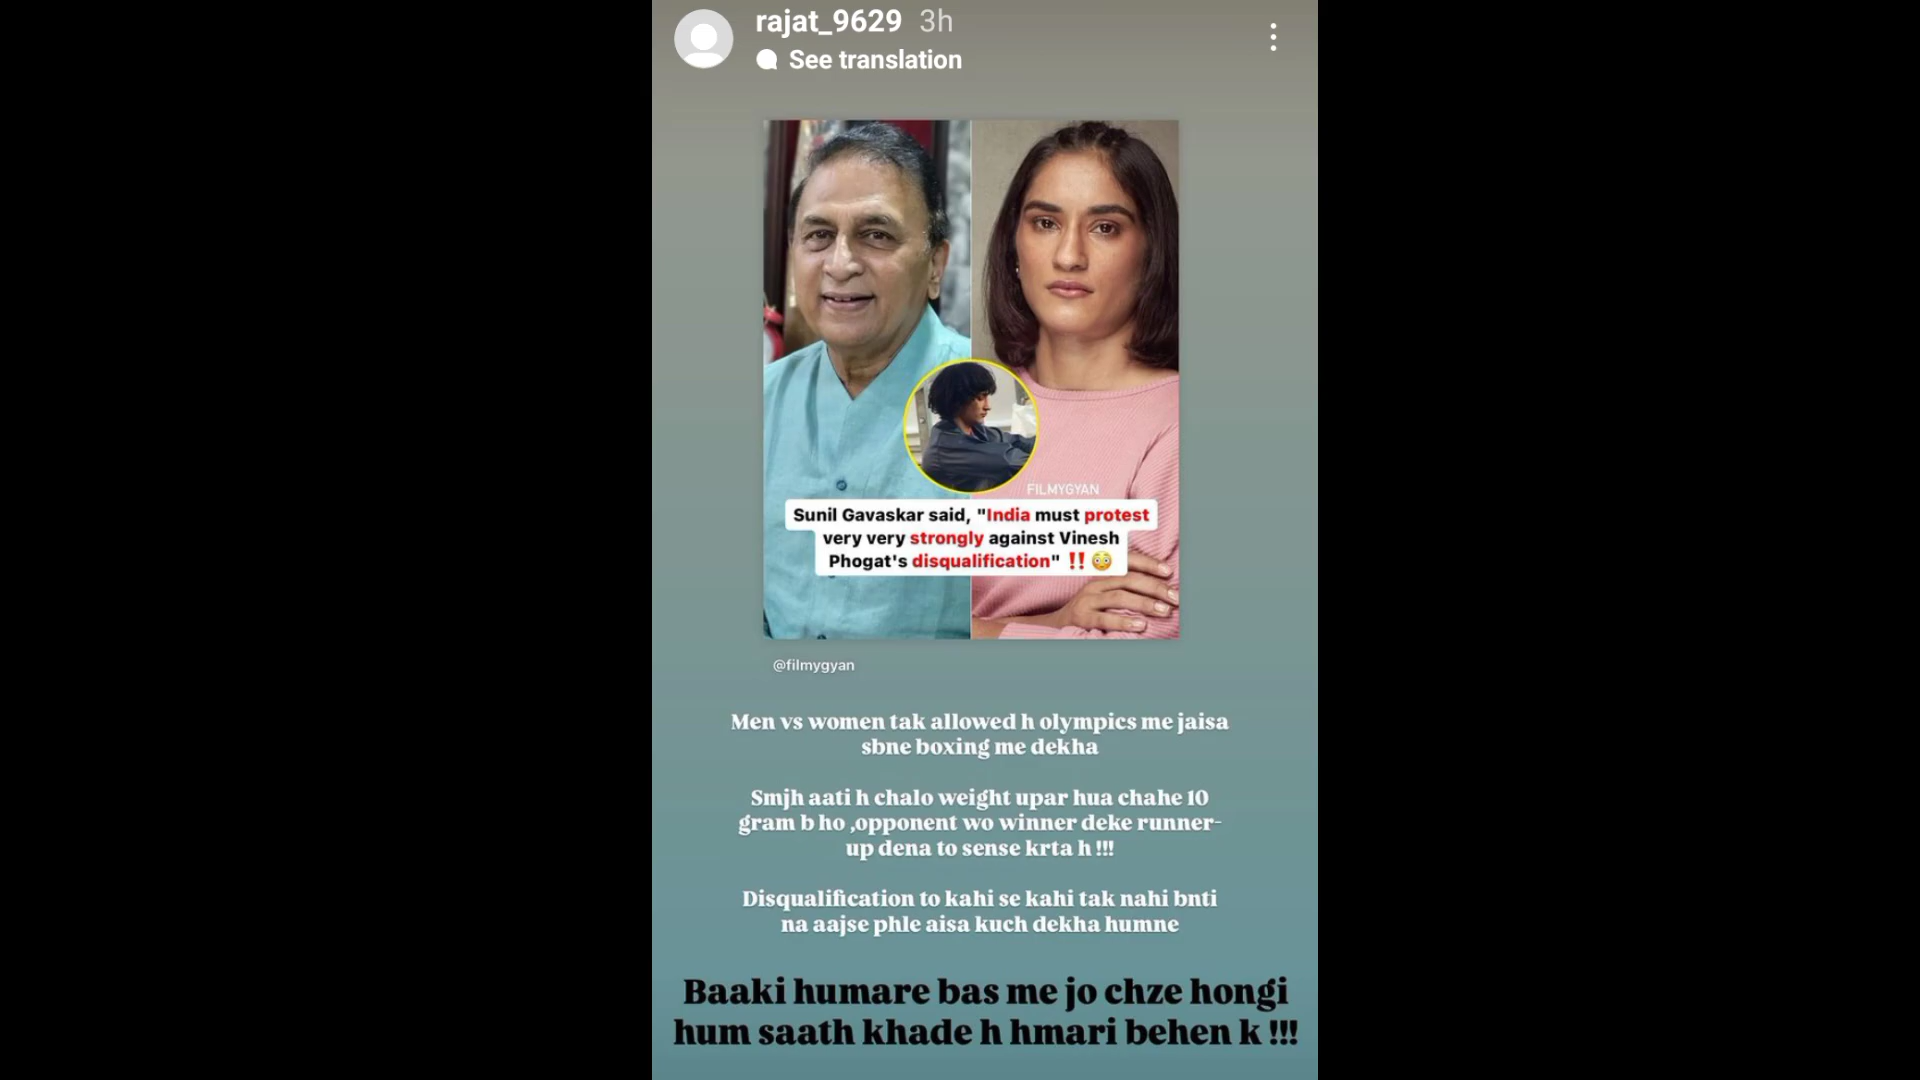 rajat_9629 3h
See translation
FILMYGYAN
Sunil Gavaskar said, "India must protest
very very strongly against Vinesh
Phogat's disqualification" ‼️😳
@filmygyan
Men vs women tak allowed h olympics me jaisa
sbne boxing me dekha
Smjh aati h chalo weight upar hua chahe 10
gram b ho ,opponent wo winner deke runner-
up dena to sense krta h !!!
Disqualification to kahi se kahi tak nahi bnti
na aajse phle aisa kuch dekha humne
Baaki humare bas me jo chze hongi
hum saath khade h hmari behen k !!!